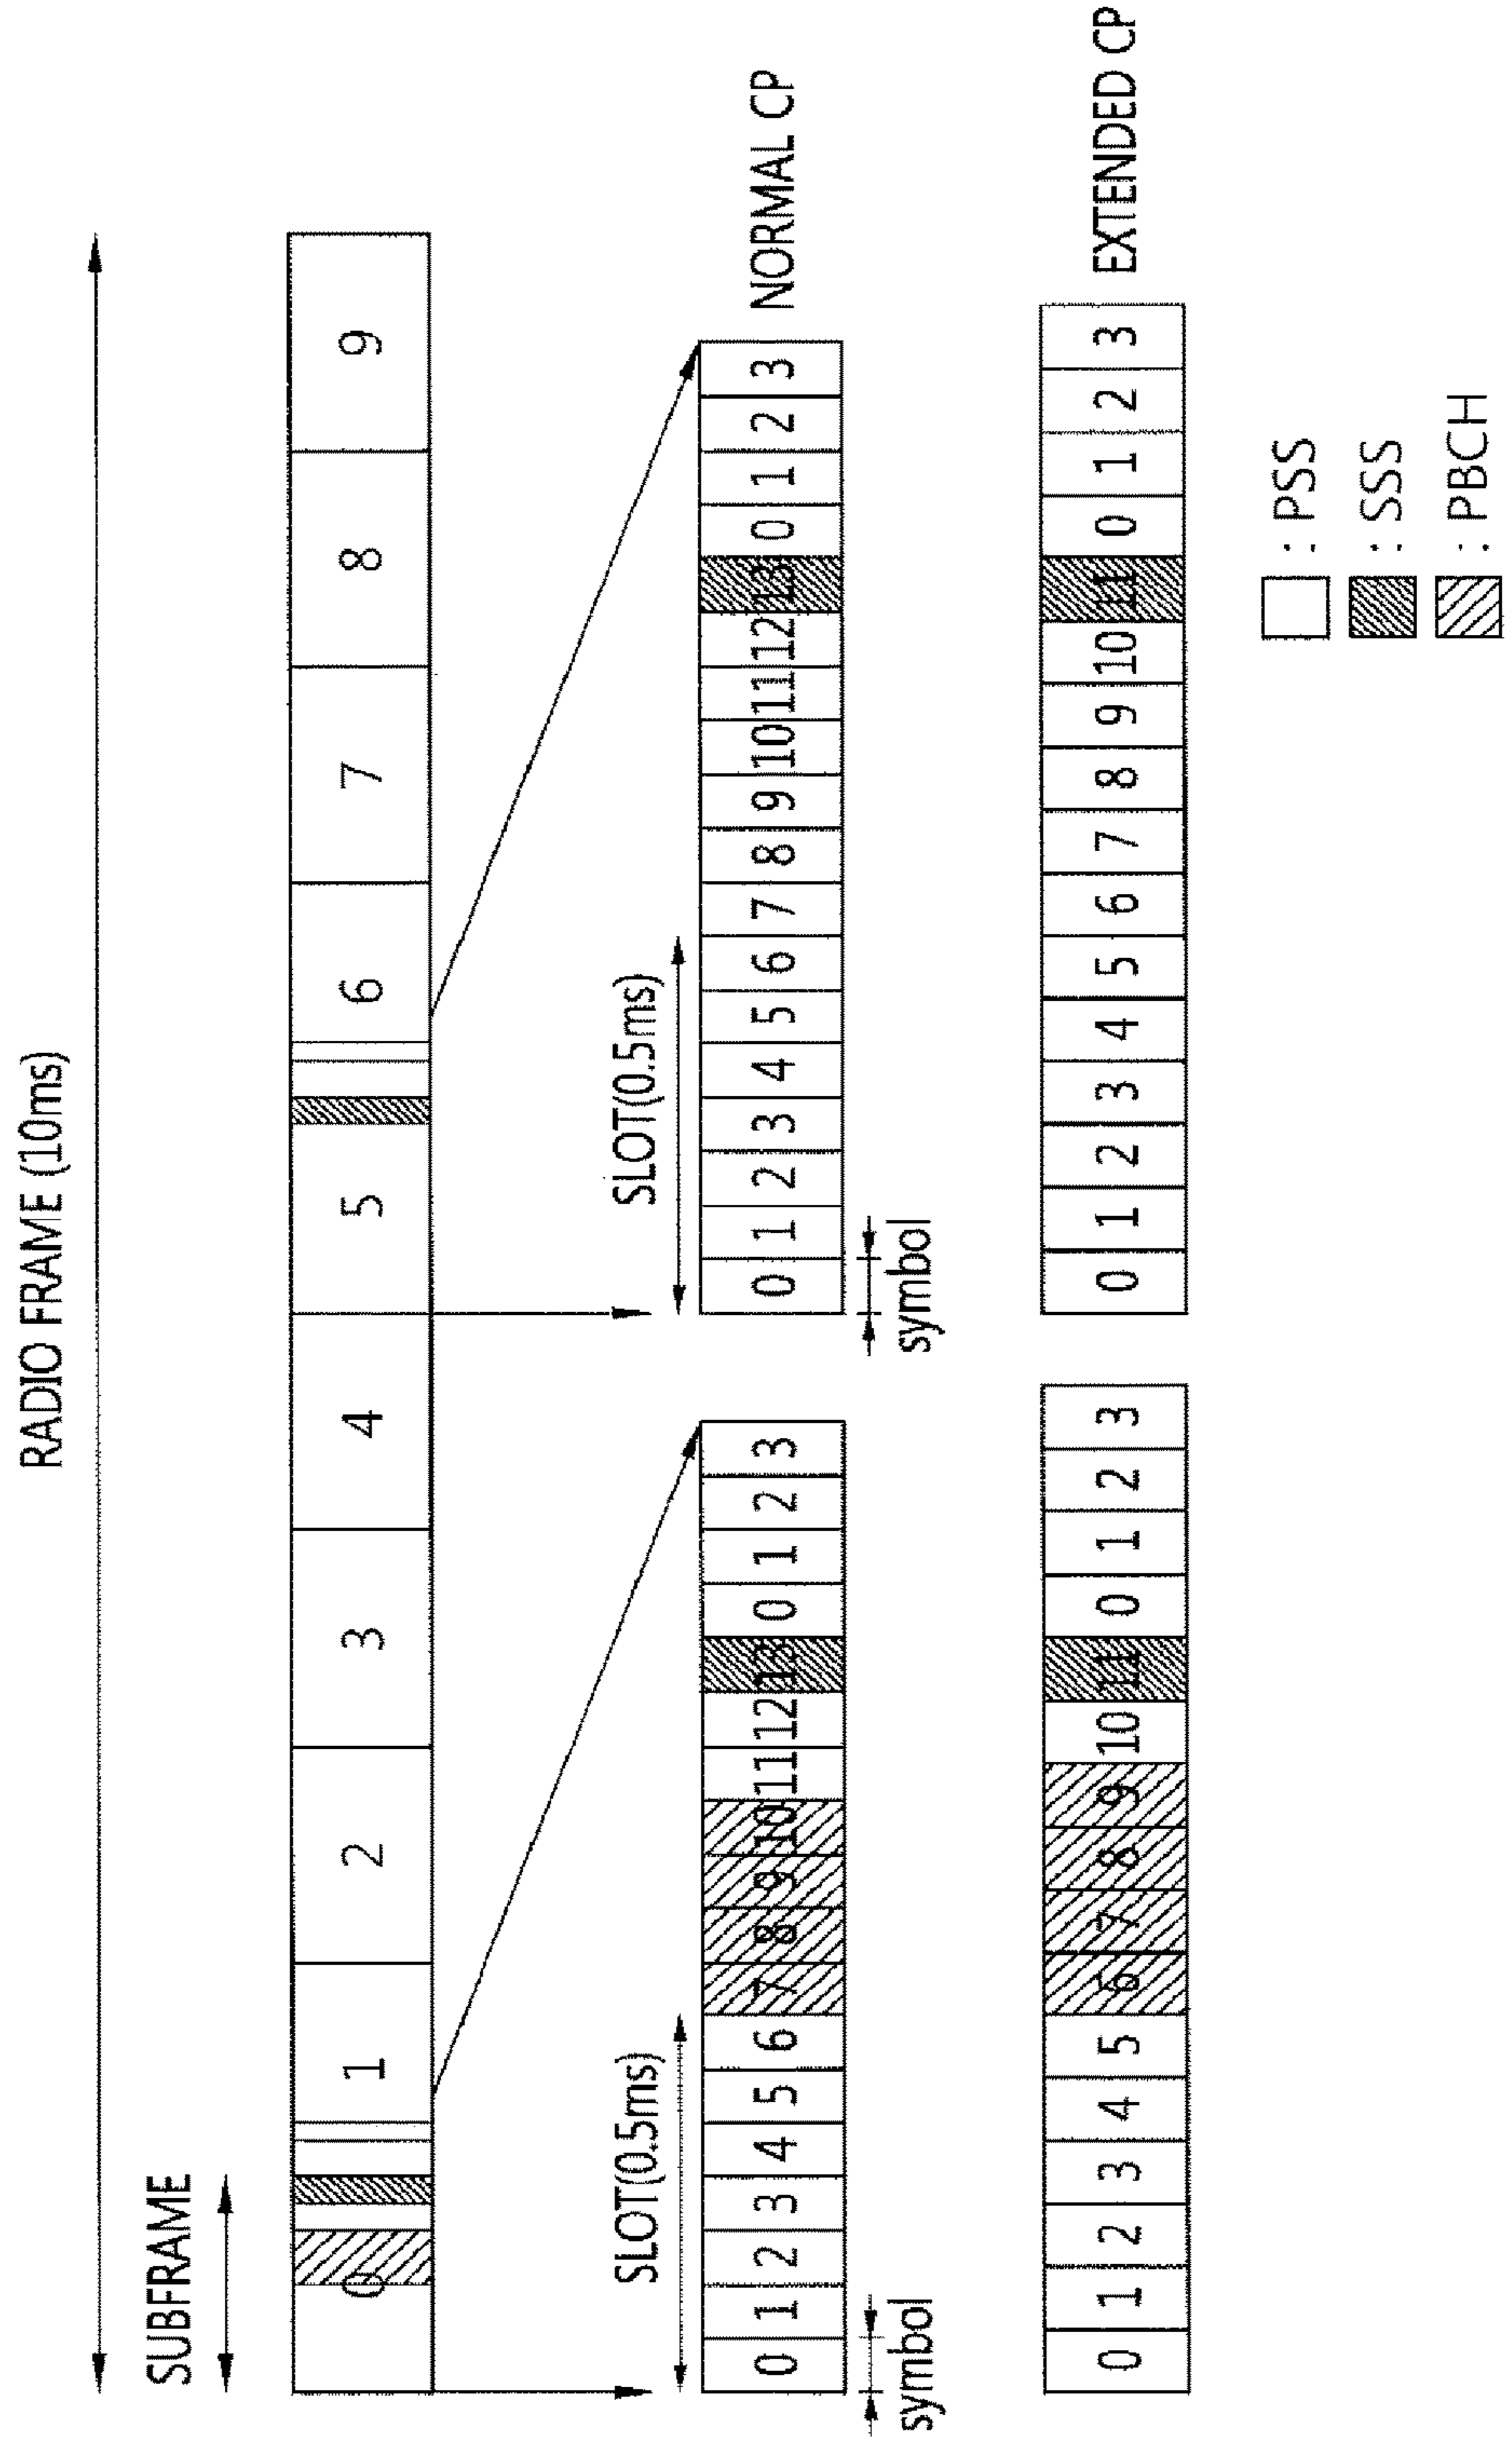 RADIO FRAME (10ms)
SUBFRAME
0 1 2 3 4 5 6 7 8 9
SLOT(0.5ms) SLOT(0.5ms)
0 1 2 3 4 5 6 7 8 9 10 11 12 13 0 1 2 3 0 1 2 3 4 5 6 7 8 9 10 11 12 13 0 1 2 3 NORMAL CP
symbol symbol
0 1 2 3 4 5 6 7 8 9 10 11 0 1 2 3 0 1 2 3 4 5 6 7 8 9 10 11 0 1 2 3 EXTENDED CP
: PSS
: SSS
: PBCH